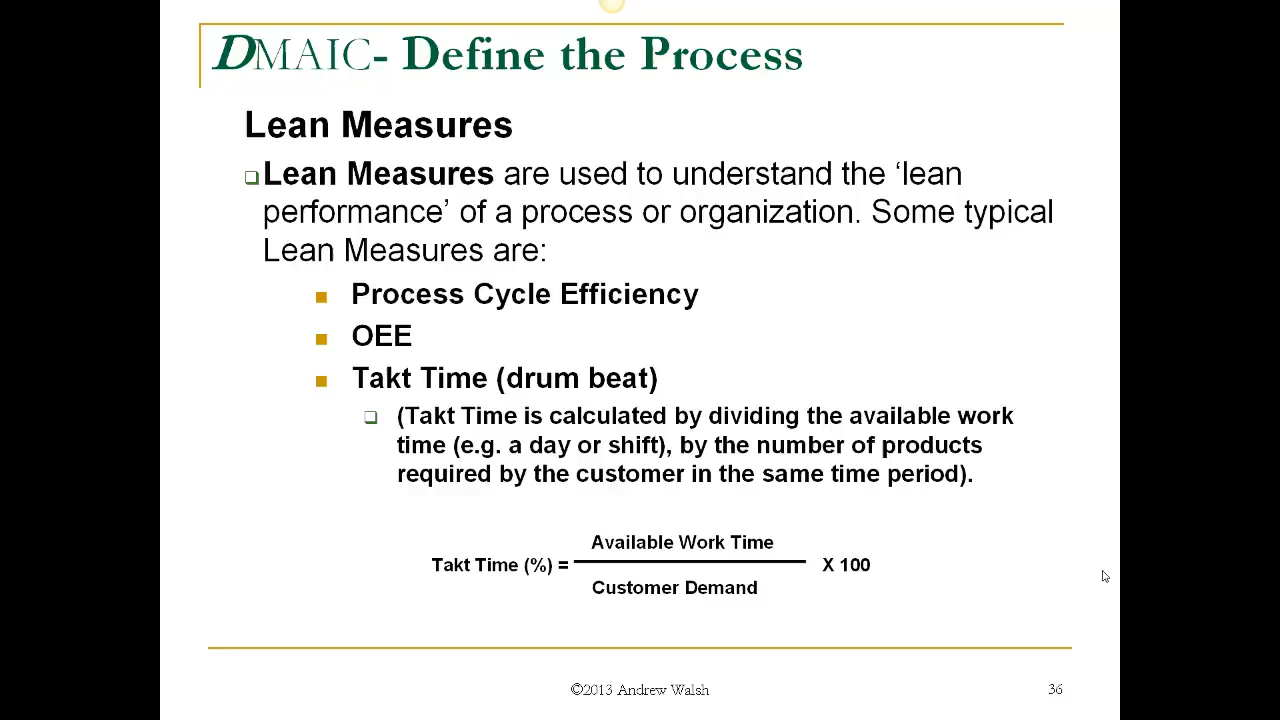 DMAIC- Define the Process
Lean Measures
Lean Measures are used to understand the ‘lean
performance’ of a process or organization. Some typical
Lean Measures are:
Process Cycle Efficiency
OEE
Takt Time (drum beat)
(Takt Time is calculated by dividing the available work
time (e.g. a day or shift), by the number of products
required by the customer in the same time period).
Available Work Time
Takt Time (%) = X 100
Customer Demand
©2013 Andrew Walsh
36